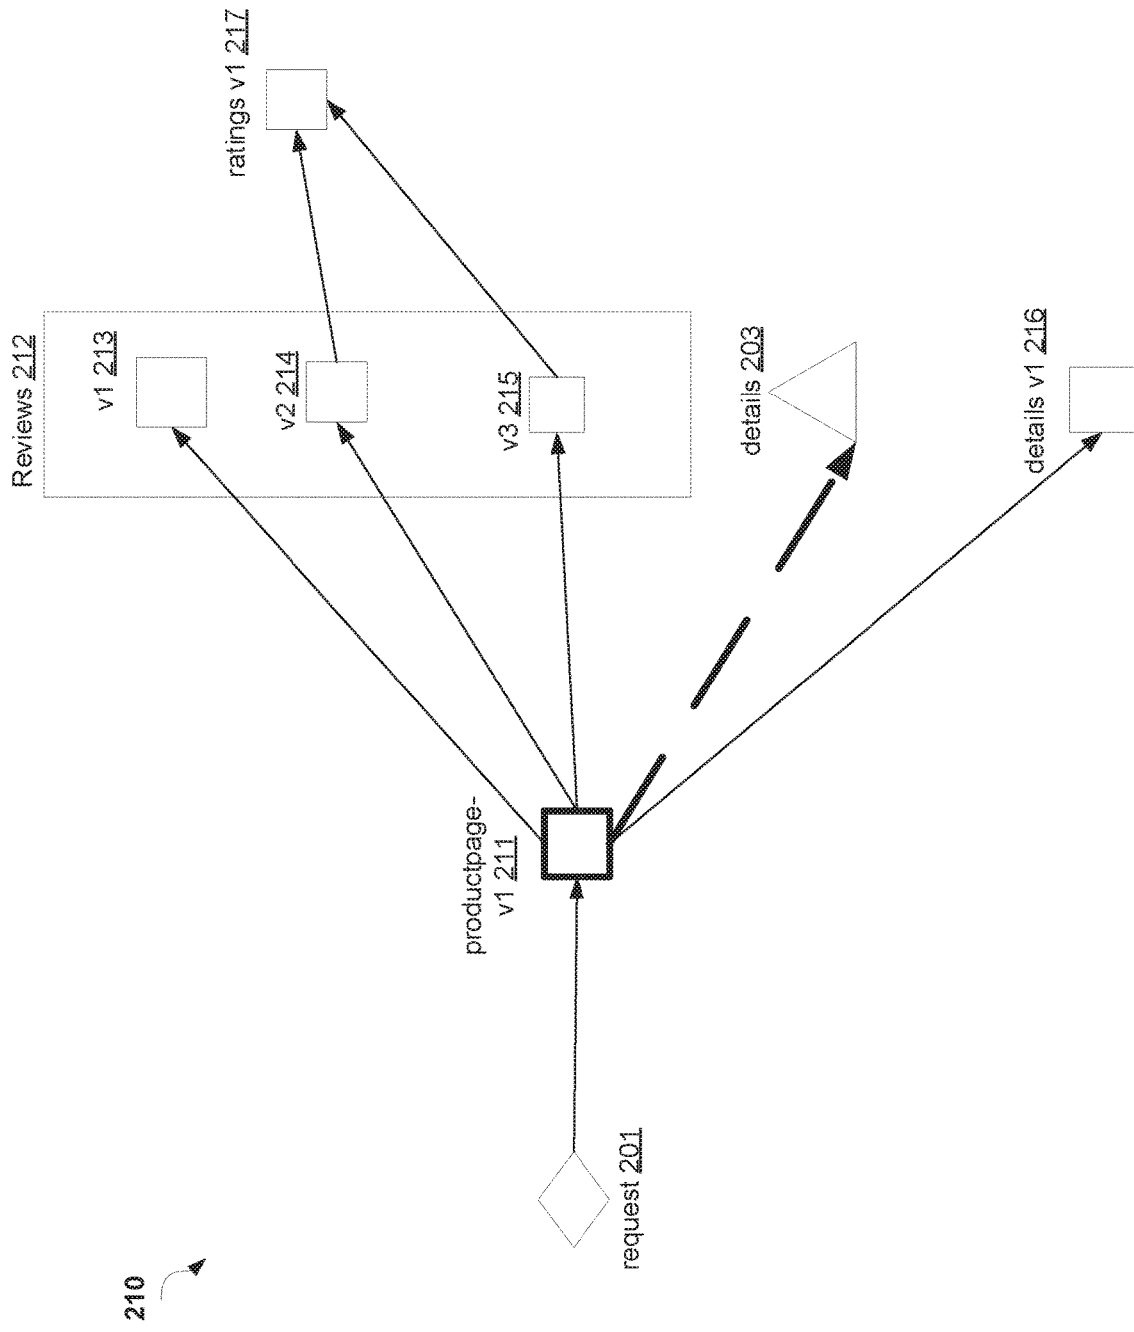 210
request 201
productpage-
v1 211
Reviews 212
v1 213
v2 214
v3 215
details 203
details v1 216
ratings v1 217